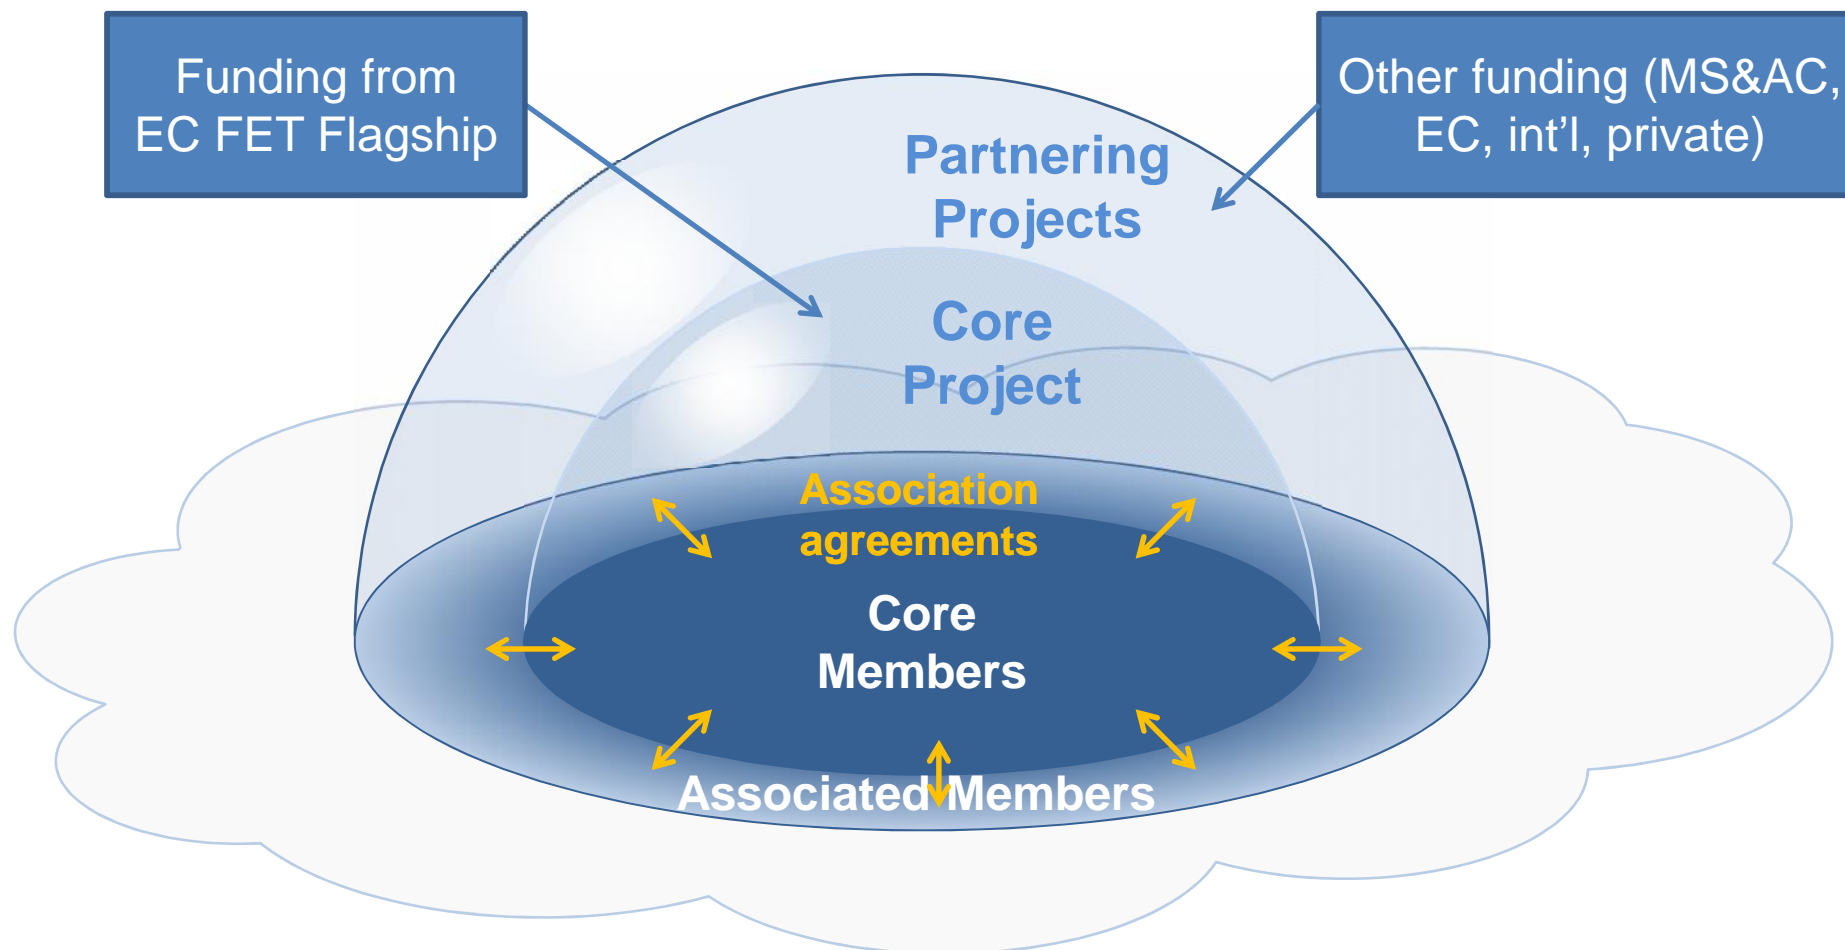 Funding from
EC FET Flagship
Other funding (MS&AC,
EC, int’l, private)
Partnering
Projects
Core
Project
Association
agreements
Core
Members
Associated Members